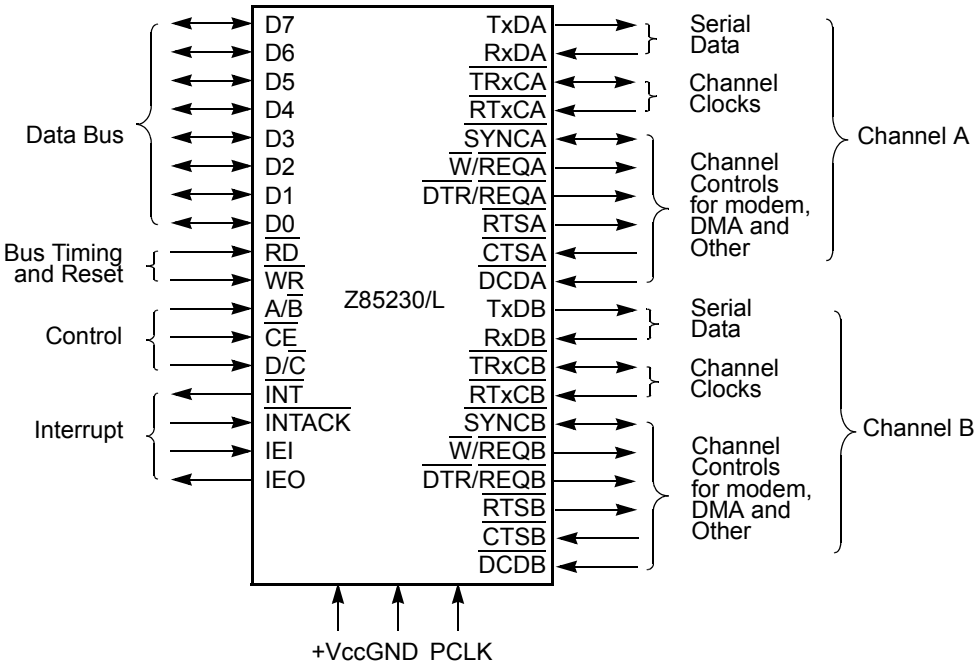 D7
D6
D5
D4
D3
D2
D1
D0
Data Bus
RD
WR
Bus Timing
and Reset
A/B
CE
D/C
Control
INT
INTACK
IEI
IEO
Interrupt
Z85230/L
TxDA
RxDA
Serial
Data
TRxCA
RTxCA
Channel
Clocks
SYNCA
W/REQA
DTR/REQA
RTSA
CTSA
DCDA
Channel
Controls
for modem,
DMA and
Other
Channel A
TxDB
RxDB
Serial
Data
TRxCB
RTxCB
Channel
Clocks
SYNCB
W/REQB
DTR/REQB
RTSB
CTSB
DCDB
Channel
Controls
for modem,
DMA and
Other
Channel B
+VccGND PCLK